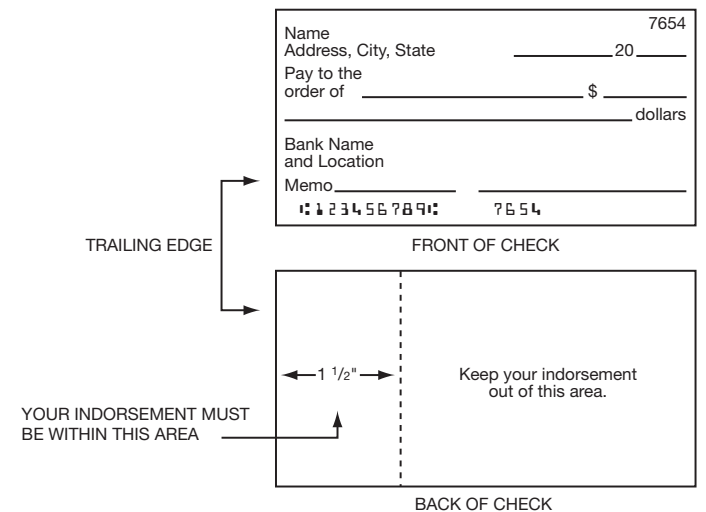 7654
Name
Address, City, State 20
Pay to the
order of $
dollars
Bank Name
and Location
Memo
⑆123456789⑆ 7654
TRAILING EDGE
FRONT OF CHECK
1 1/2"
Keep your indorsement
out of this area.
YOUR INDORSEMENT MUST
BE WITHIN THIS AREA
BACK OF CHECK